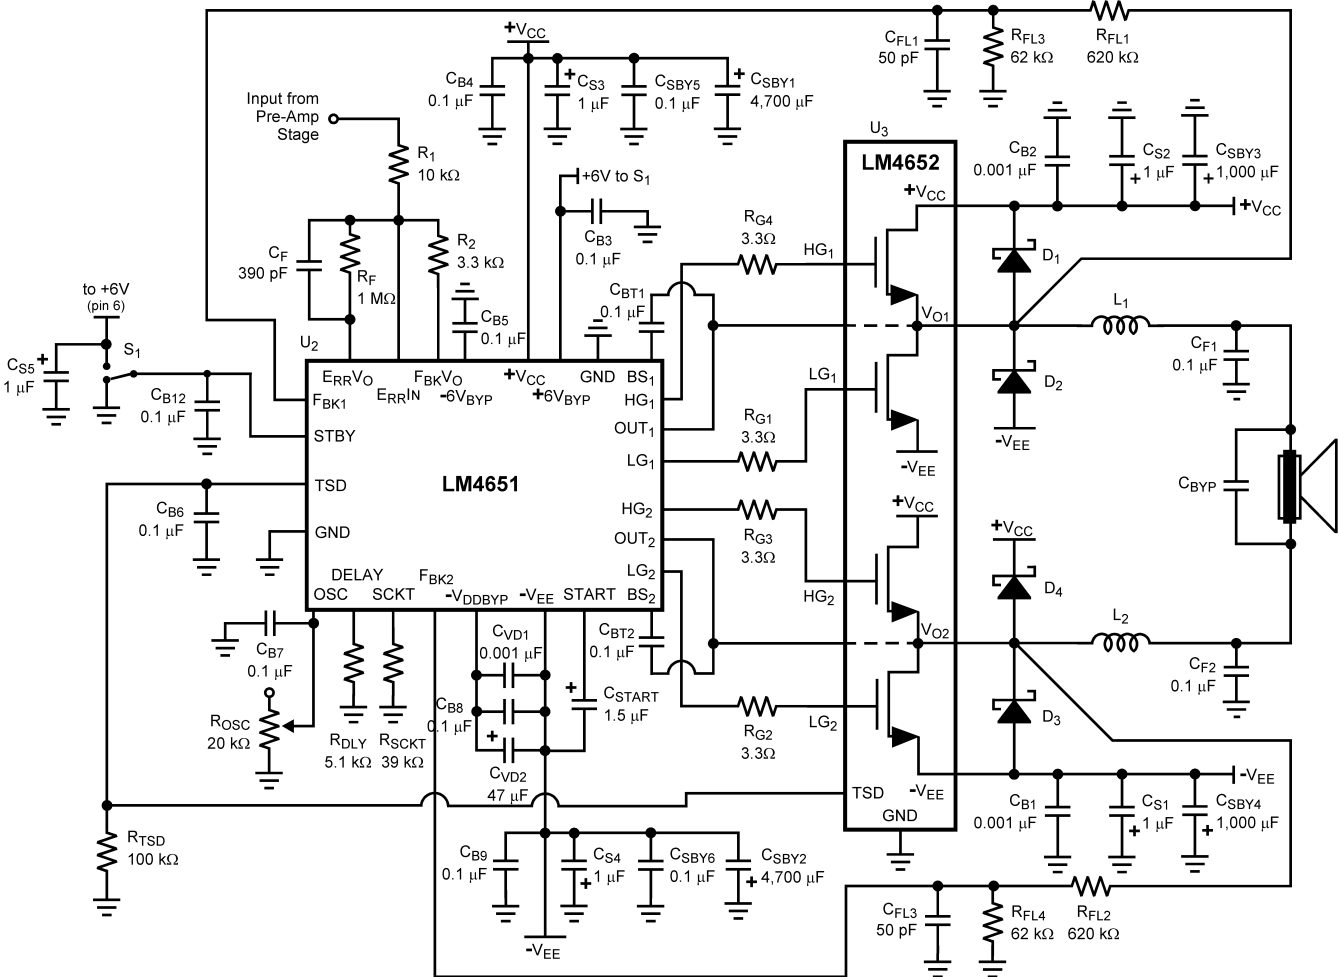 +VCC
CFL1
50 pF
RFL3
62 kΩ
RFL1
620 kΩ
CB4
0.1 µF
CS3
1 µF
CSBY5
0.1 µF
CSBY1
4,700 µF
Input from
Pre-Amp
Stage
R1
10 kΩ
U3
LM4652
CB2
0.001 µF
CS2
1 µF
CSBY3
1,000 µF
+6V to S1
+VCC
+VCC
CB3
0.1 µF
RG4
3.3Ω
HG1
CF
390 pF
RF
1 MΩ
R2
3.3 kΩ
D1
to +6V
(pin 6)
CBT1
0.1 µF
CB5
0.1 µF
VO1
L1
S1
U2
CS5
1 µF
CF1
0.1 µF
CB12
0.1 µF
ERRVO
ERRIN
FBKVO
-6VBYP
+VCC
+6VBYP
GND
BS1
FBK1
HG1
LG1
D2
STBY
OUT1
RG1
3.3Ω
-VEE
LG1
-VEE
TSD
LM4651
CBYP
CB6
0.1 µF
HG2
+VCC
GND
OUT2
RG3
3.3Ω
+VCC
LG2
DELAY
OSC
SCKT
FBK2
-VDDBYP
-VEE
START
BS2
HG2
D4
CB7
0.1 µF
CVD1
0.001 µF
CBT2
0.1 µF
VO2
L2
CF2
0.1 µF
CB8
0.1 µF
CSTART
1.5 µF
ROSC
20 kΩ
RDLY
5.1 kΩ
RSCKT
39 kΩ
CVD2
47 µF
RG2
3.3Ω
LG2
D3
TSD
-VEE
-VEE
GND
CB1
0.001 µF
CS1
1 µF
CSBY4
1,000 µF
RTSD
100 kΩ
CB9
0.1 µF
CS4
1 µF
CSBY6
0.1 µF
CSBY2
4,700 µF
-VEE
CFL3
50 pF
RFL4
62 kΩ
RFL2
620 kΩ